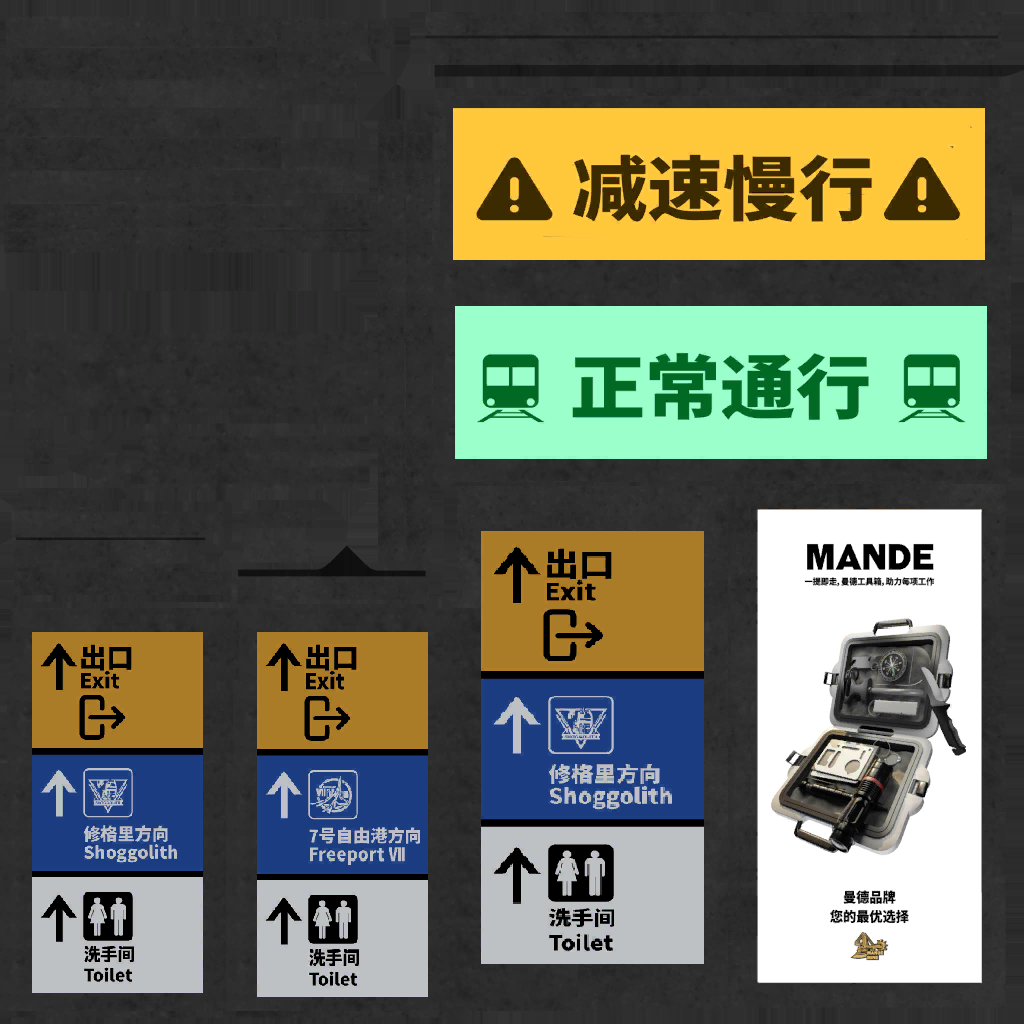 减速慢行
正常通行
出口
Exit
修格里方向
Shoggolith
洗手间
Toilet
出口
Exit
7号自由港方向
Freeport Ⅶ
洗手间
Toilet
出口
Exit
修格里方向
Shoggolith
洗手间
Toilet
MANDE
一提即走, 曼德工具箱, 助力每项工作
曼德品牌
您的最优选择